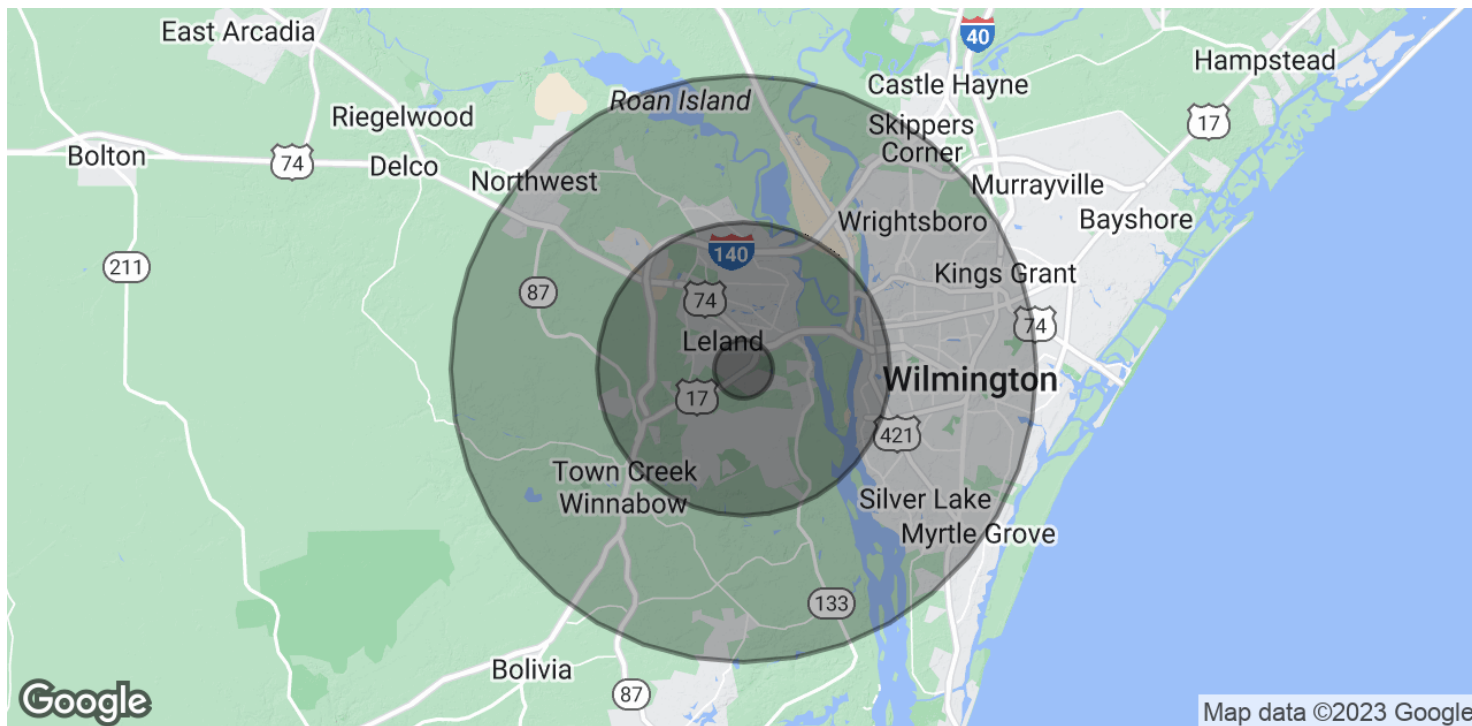 East Arcadia
40
Hampstead
Castle Hayne
Roan Island
Riegelwood
17
Skippers
Corner
Bolton
74
Delco
Northwest
Murrayville
Wrightsboro
Bayshore
140
211
Kings Grant
87
74
74
Leland
Wilmington
17
421
Town Creek
Winnabow
Silver Lake
Myrtle Grove
133
Bolivia
87
Google
Map data ©2023 Google